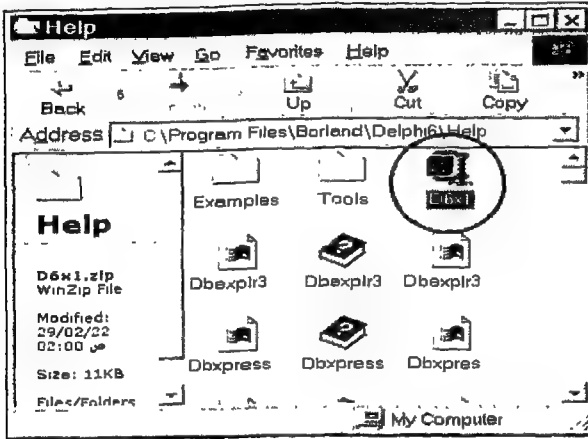 Help
File Edit View Go Favorites Help
Back Up Cut Copy »
Address C:\Program Files\Borland\Delphi6\Help
Examples Tools D6x1
Help
D6x1.zip
WinZip File
Dbexplr3 Dbexplr3 Dbexplr3
Modified:
29/02/22
02:00 ص
Size: 11KB
Dbxpress Dbxpress Dbxpres
Files/Folders
My Computer